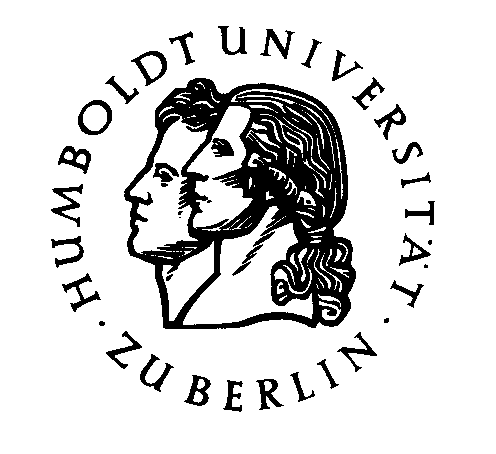 HUMBOLDT UNIVERSITÄT
· ZU BERLIN ·